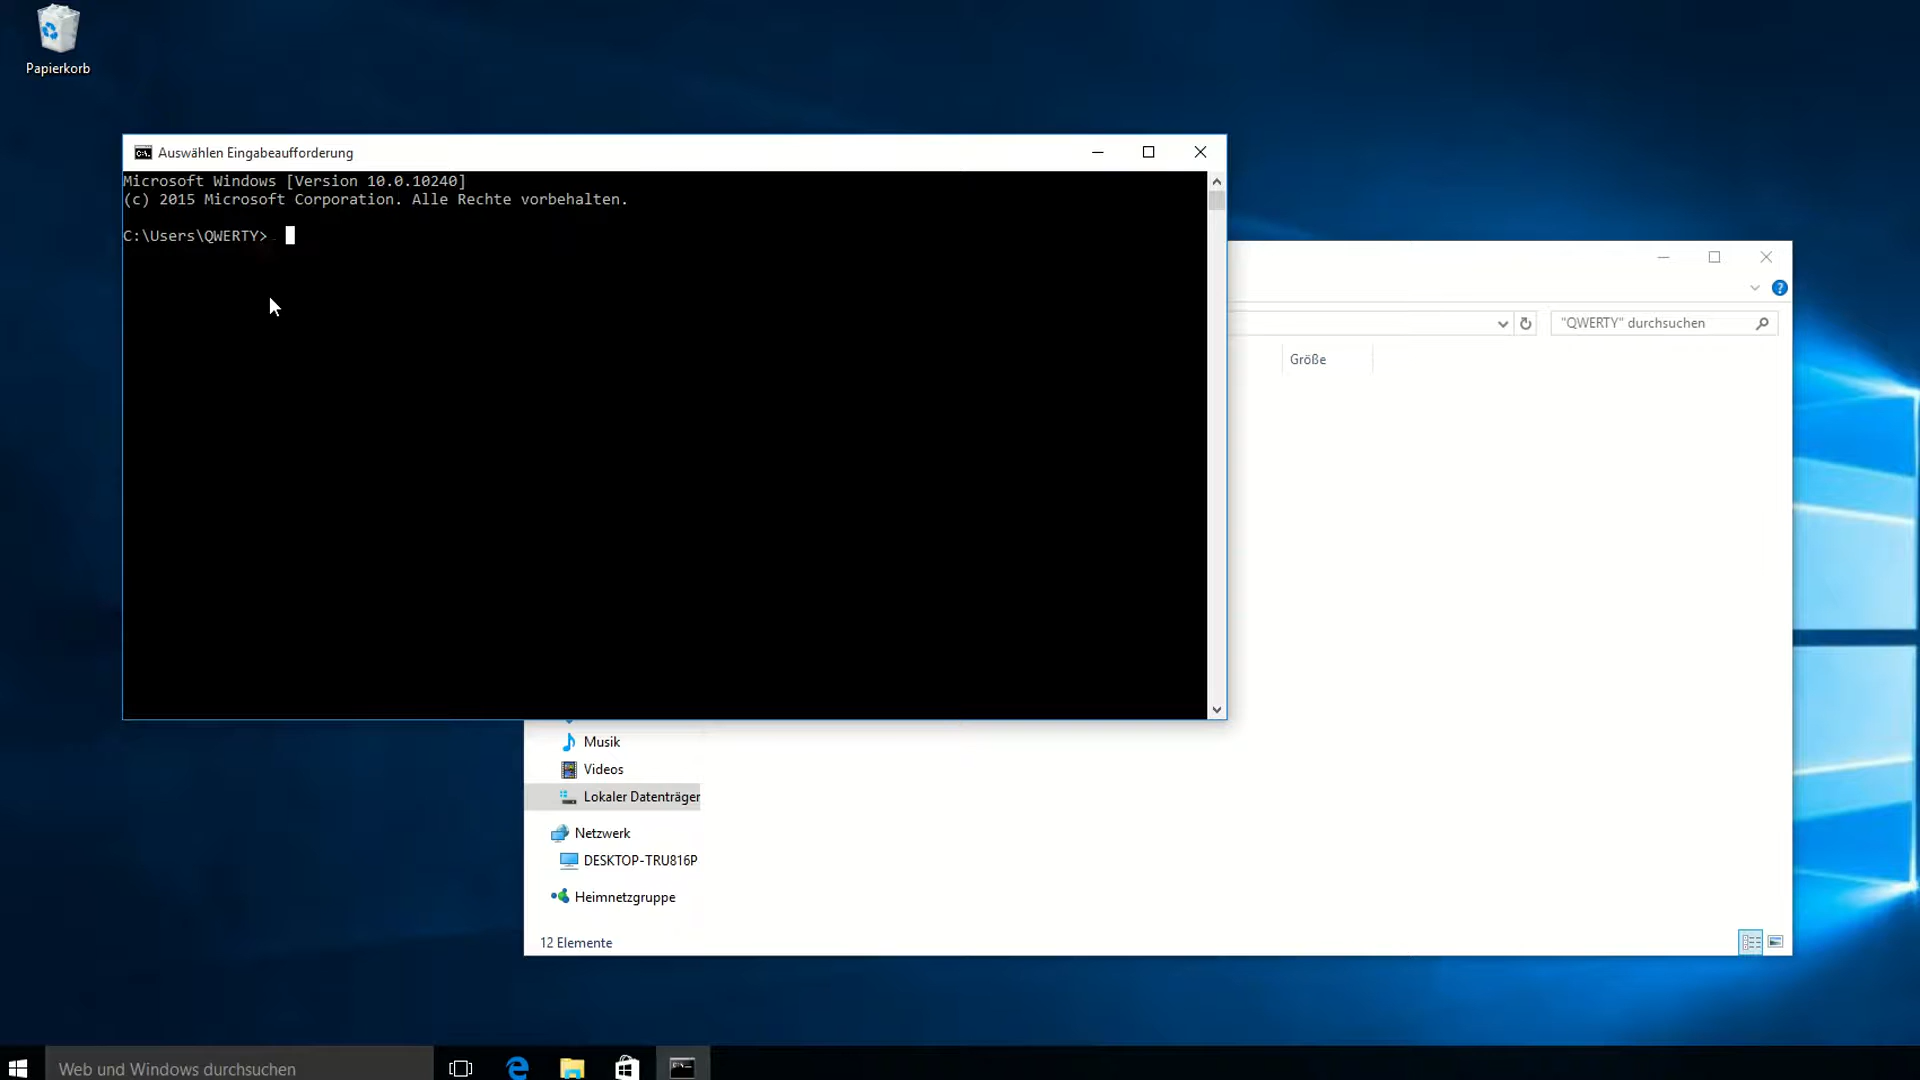 Papierkorb
Auswählen Eingabeaufforderung
Microsoft Windows [Version 10.0.10240]
(c) 2015 Microsoft Corporation. Alle Rechte vorbehalten.
C:\Users\QWERTY>
"QWERTY" durchsuchen
Größe
Musik
Videos
Lokaler Datenträger
Netzwerk
DESKTOP-TRU816P
Heimnetzgruppe
12 Elemente
Web und Windows durchsuchen